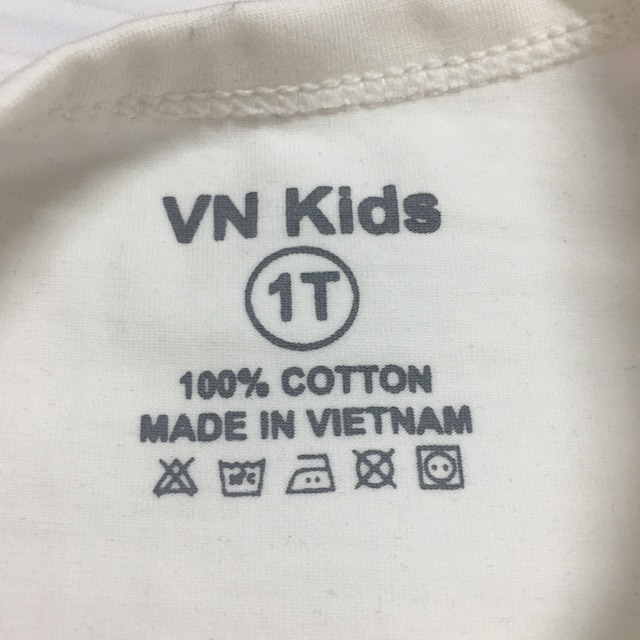 VN Kids
1T
100% COTTON
MADE IN VIETNAM